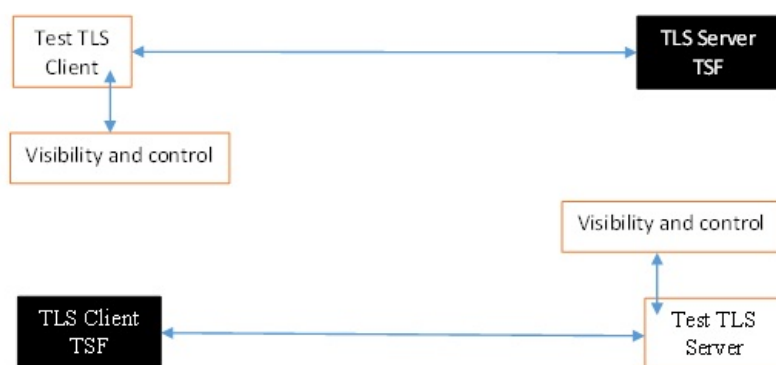 Test TLS
Client
TLS Server
TSF
Visibility and control
Visibility and control
TLS Client
TSF
Test TLS
Server